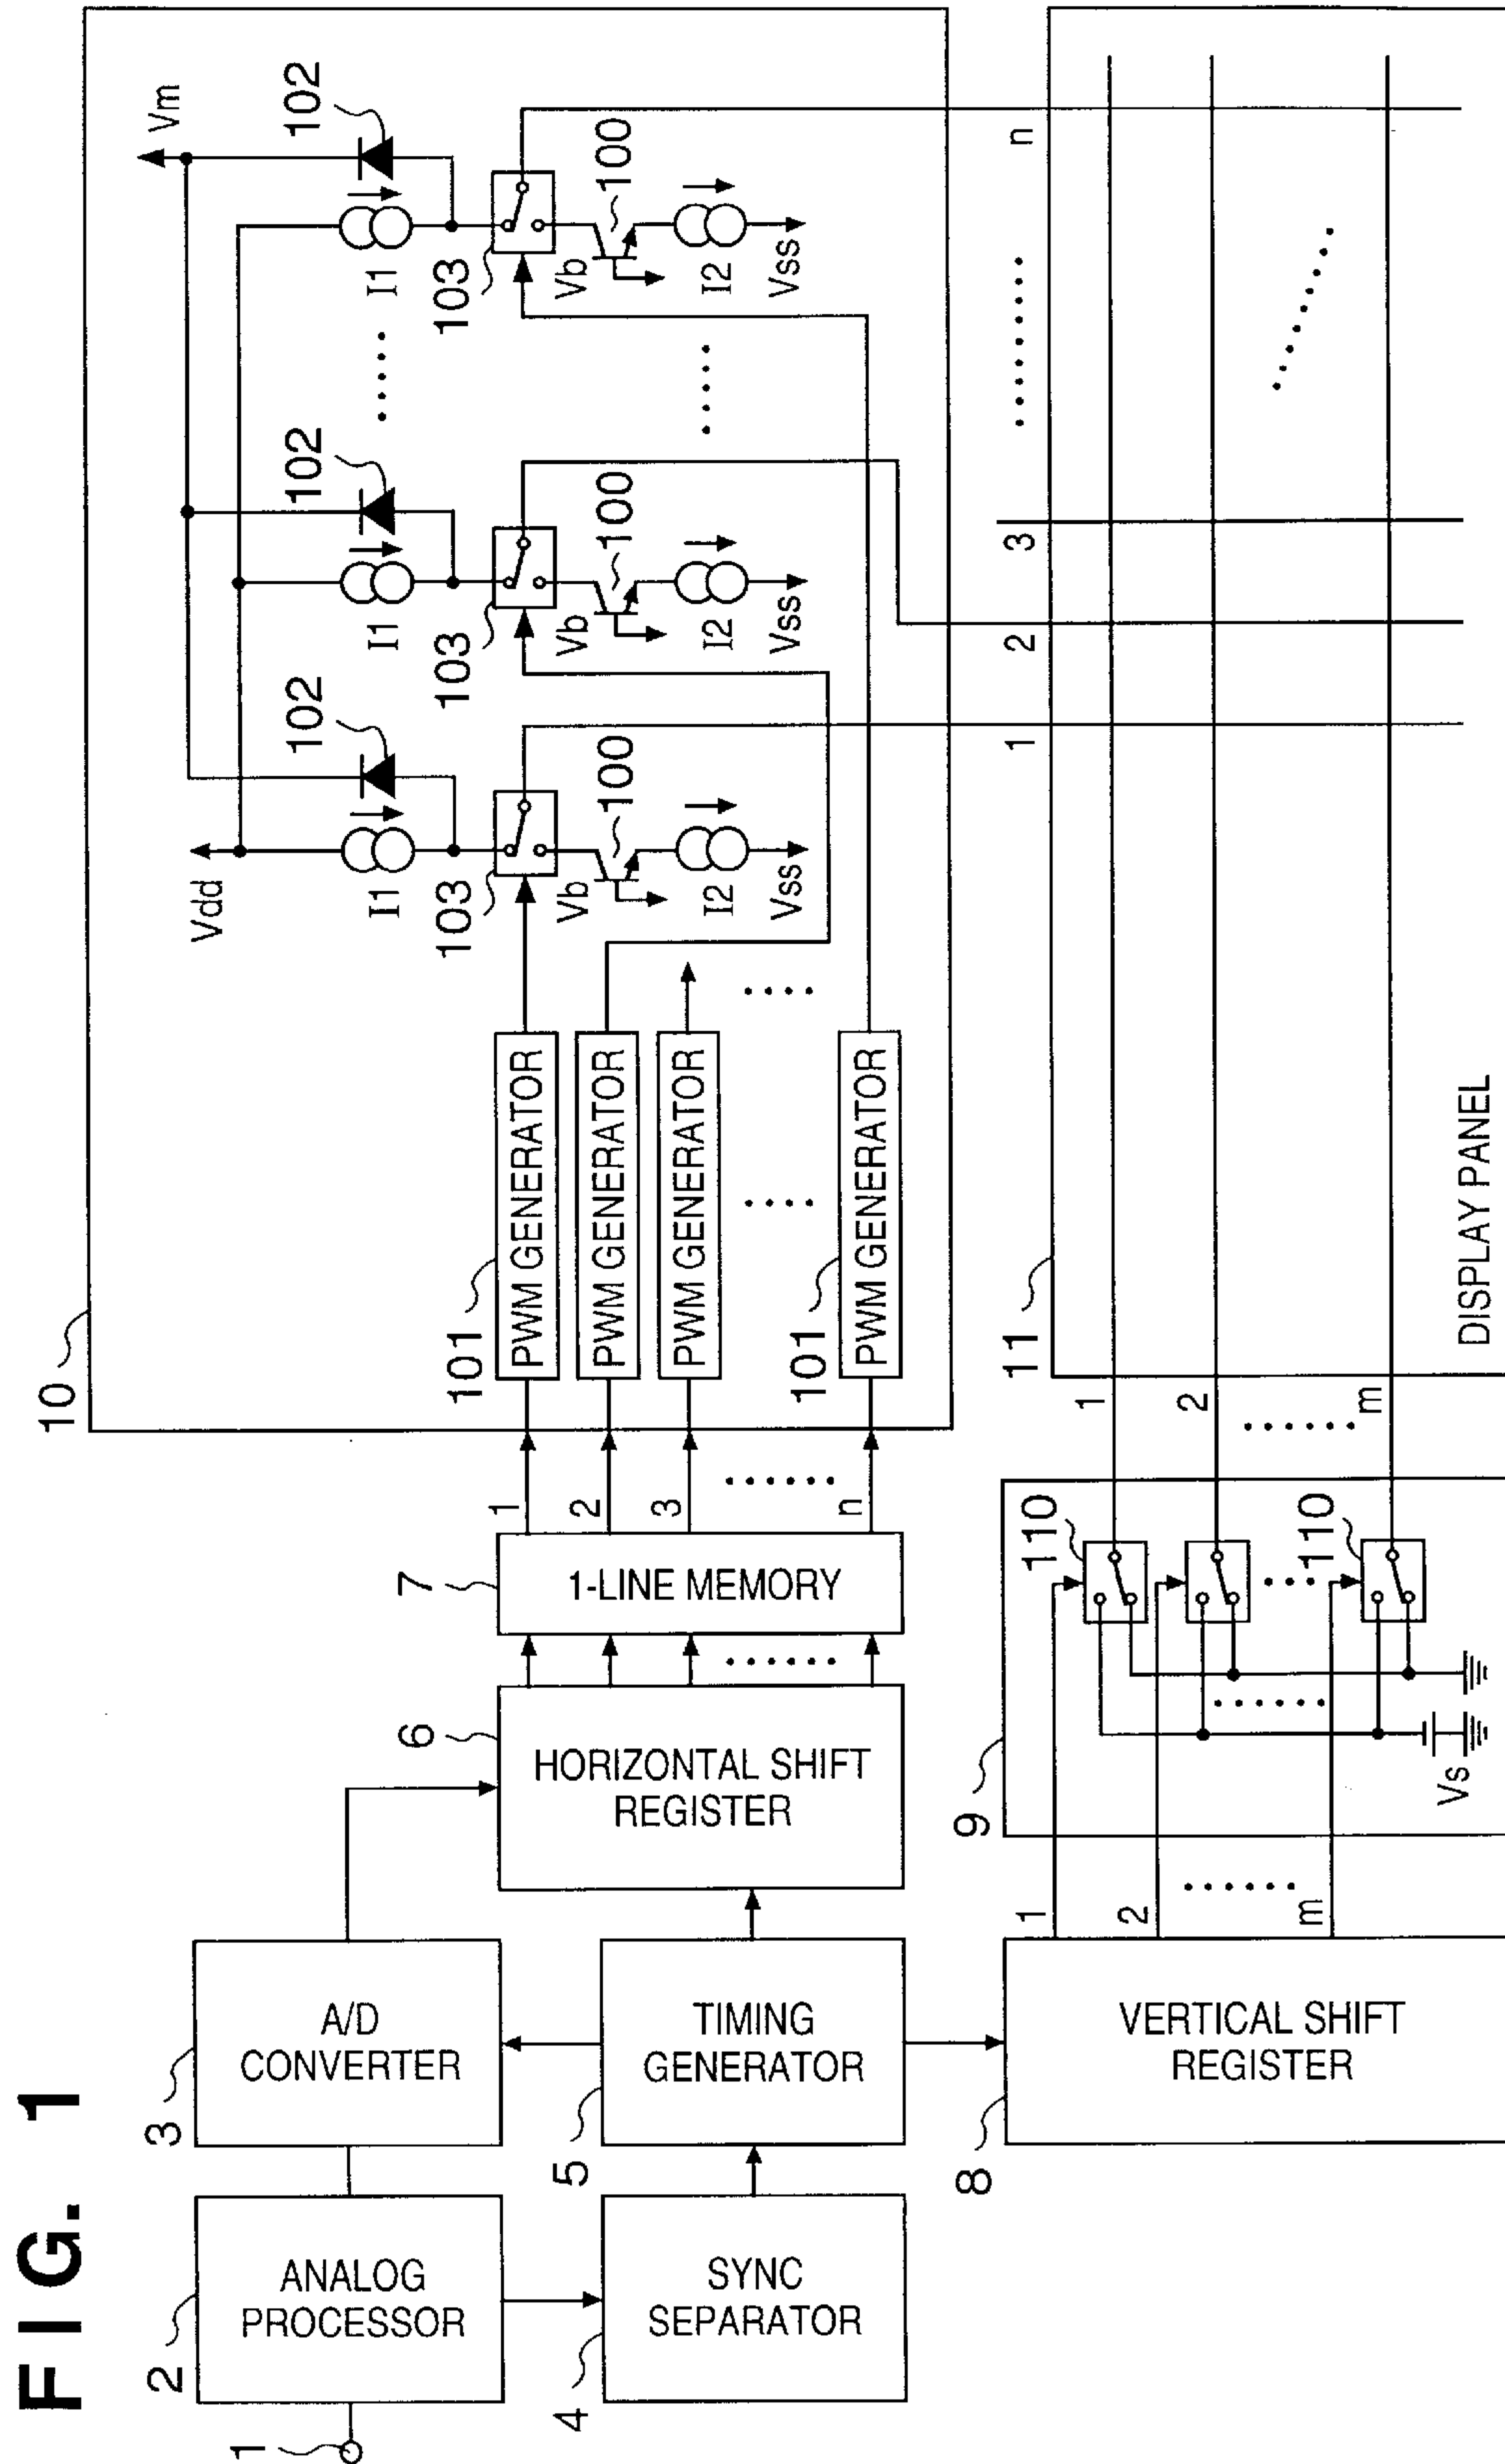 FIG. 1
1
2
ANALOG
PROCESSOR
3
A/D
CONVERTER
4
SYNC
SEPARATOR
5
TIMING
GENERATOR
6
HORIZONTAL SHIFT
REGISTER
7
1-LINE MEMORY
1
2
3
n
8
VERTICAL SHIFT
REGISTER
1
2
m
9
Vs
110
110
1
2
m
10
101
PWM GENERATOR
PWM GENERATOR
PWM GENERATOR
101
PWM GENERATOR
Vdd
Vm
102
102
102
I1
I1
I1
103
103
103
Vb
Vb
Vb
100
100
100
I2
I2
I2
Vss
Vss
Vss
11
1
2
3
n
DISPLAY PANEL